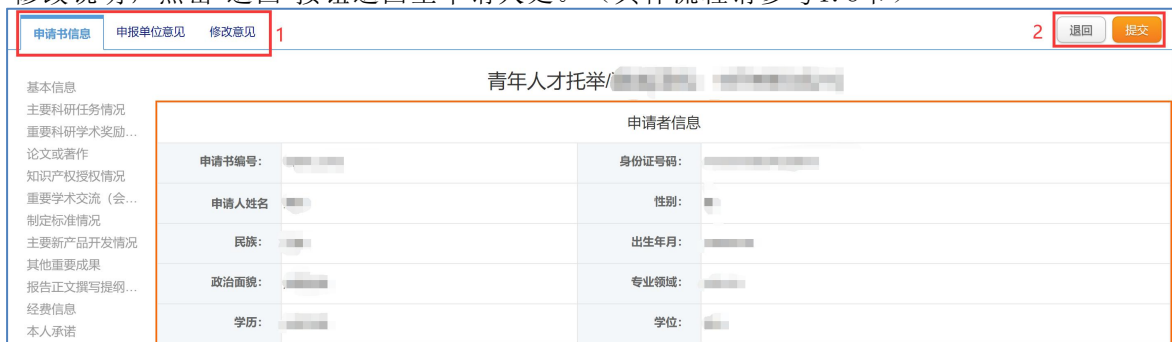 申请书信息 申报单位意见 修改意见 1 2 退回 提交
青年人才托举/
基本信息
主要科研任务情况
重要科研学术奖励...
论文或著作
知识产权授权情况
重要学术交流（会...
制定标准情况
主要新产品开发情况
其他重要成果
报告正文撰写提纲...
经费信息
本人承诺
申请者信息
申请书编号： 身份证号码：
申请人姓名 性别：
民族： 出生年月：
政治面貌： 专业领域：
学历： 学位：